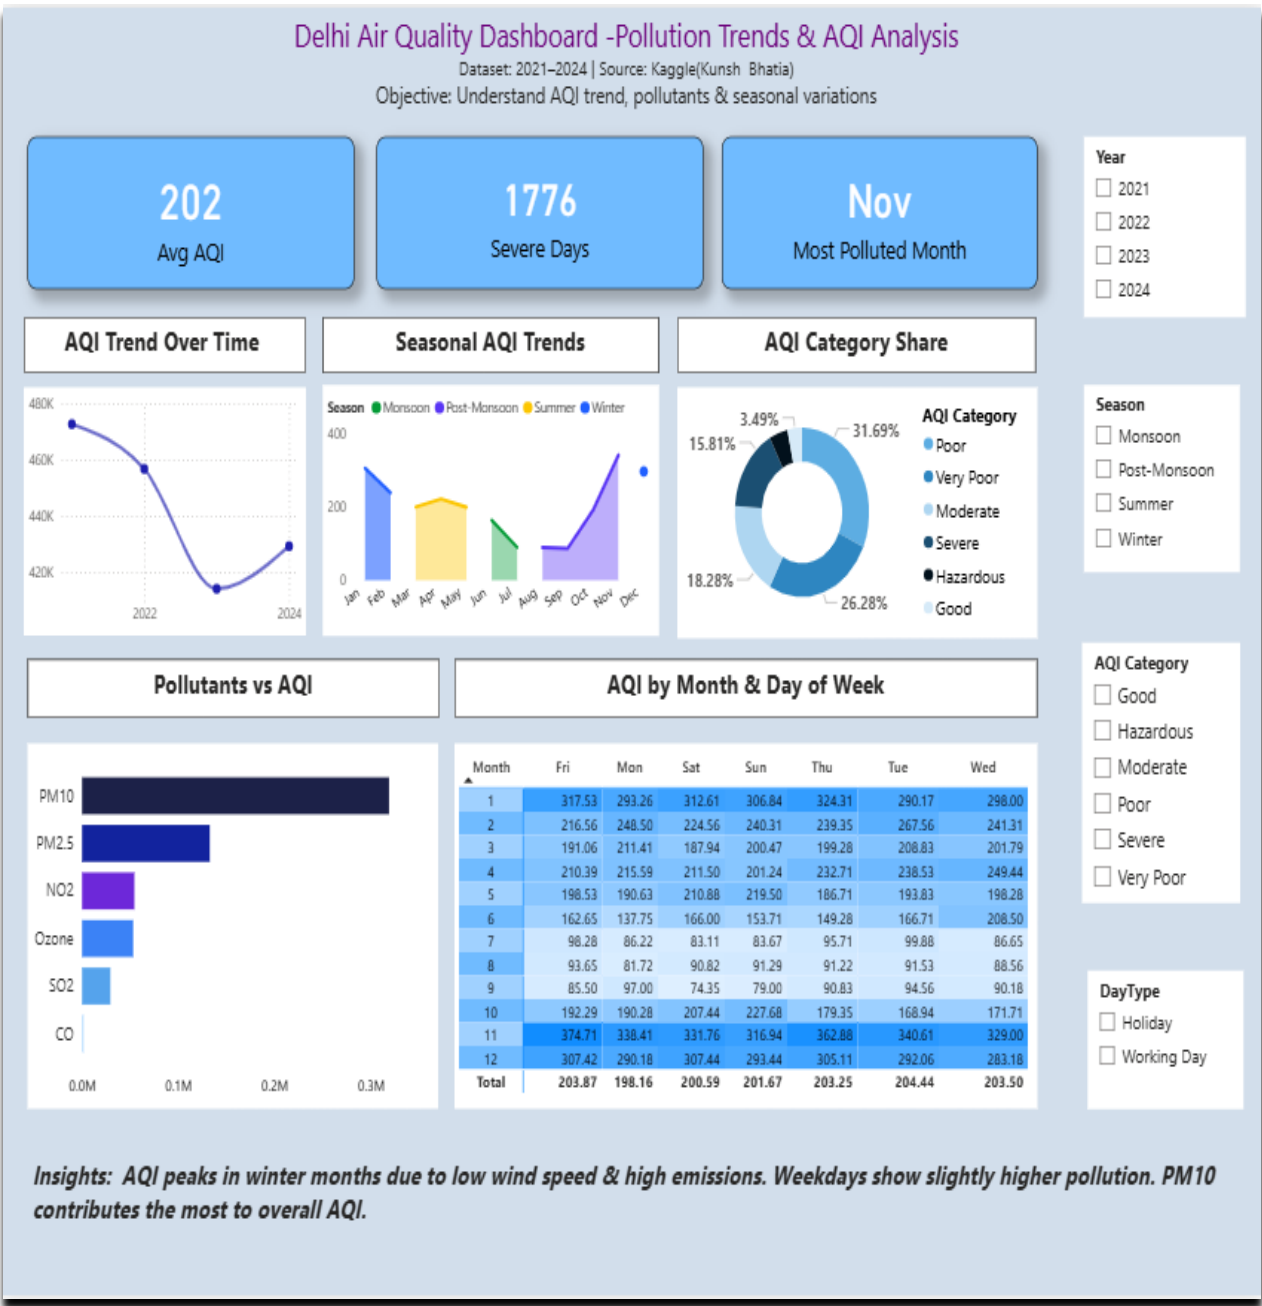 Delhi Air Quality Dashboard -Pollution Trends & AQI Analysis
Dataset: 2021–2024 | Source: Kaggle(Kunsh Bhatia)
Objective: Understand AQI trend, pollutants & seasonal variations
202
Avg AQI
1776
Severe Days
Nov
Most Polluted Month
Year
2021
2022
2023
2024
AQI Trend Over Time
480K
460K
440K
420K
2022 2024
Seasonal AQI Trends
Season Monsoon Post-Monsoon Summer Winter
400
200
0
Jan Feb Mar Apr May Jun Jul Aug Sep Oct Nov Dec
AQI Category Share
3.49%
31.69%
15.81%
18.28%
26.28%
AQI Category
Poor
Very Poor
Moderate
Severe
Hazardous
Good
Season
Monsoon
Post-Monsoon
Summer
Winter
Pollutants vs AQI
PM10
PM2.5
NO2
Ozone
SO2
CO
0.0M 0.1M 0.2M 0.3M
AQI by Month & Day of Week
Month Fri Mon Sat Sun Thu Tue Wed
1 317.53 293.26 312.61 306.84 324.31 290.17 298.00
2 216.56 248.50 224.56 240.31 239.35 267.56 241.31
3 191.06 211.41 187.94 200.47 199.28 208.83 201.79
4 210.39 215.59 211.50 201.24 232.71 238.53 249.44
5 198.53 190.63 210.88 219.50 186.71 193.83 198.28
6 162.65 137.75 166.00 153.71 149.28 166.71 208.50
7 98.28 86.22 83.11 83.67 95.71 99.88 86.65
8 93.65 81.72 90.82 91.29 91.22 91.53 88.56
9 85.50 97.00 74.35 79.00 90.83 94.56 90.18
10 192.29 190.28 207.44 227.68 179.35 168.94 171.71
11 374.71 338.41 331.76 316.94 362.88 340.61 329.00
12 307.42 290.18 307.44 293.44 305.11 292.06 283.18
Total 203.87 198.16 200.59 201.67 203.25 204.44 203.50
AQI Category
Good
Hazardous
Moderate
Poor
Severe
Very Poor
DayType
Holiday
Working Day
Insights: AQI peaks in winter months due to low wind speed & high emissions. Weekdays show slightly higher pollution. PM10
contributes the most to overall AQI.